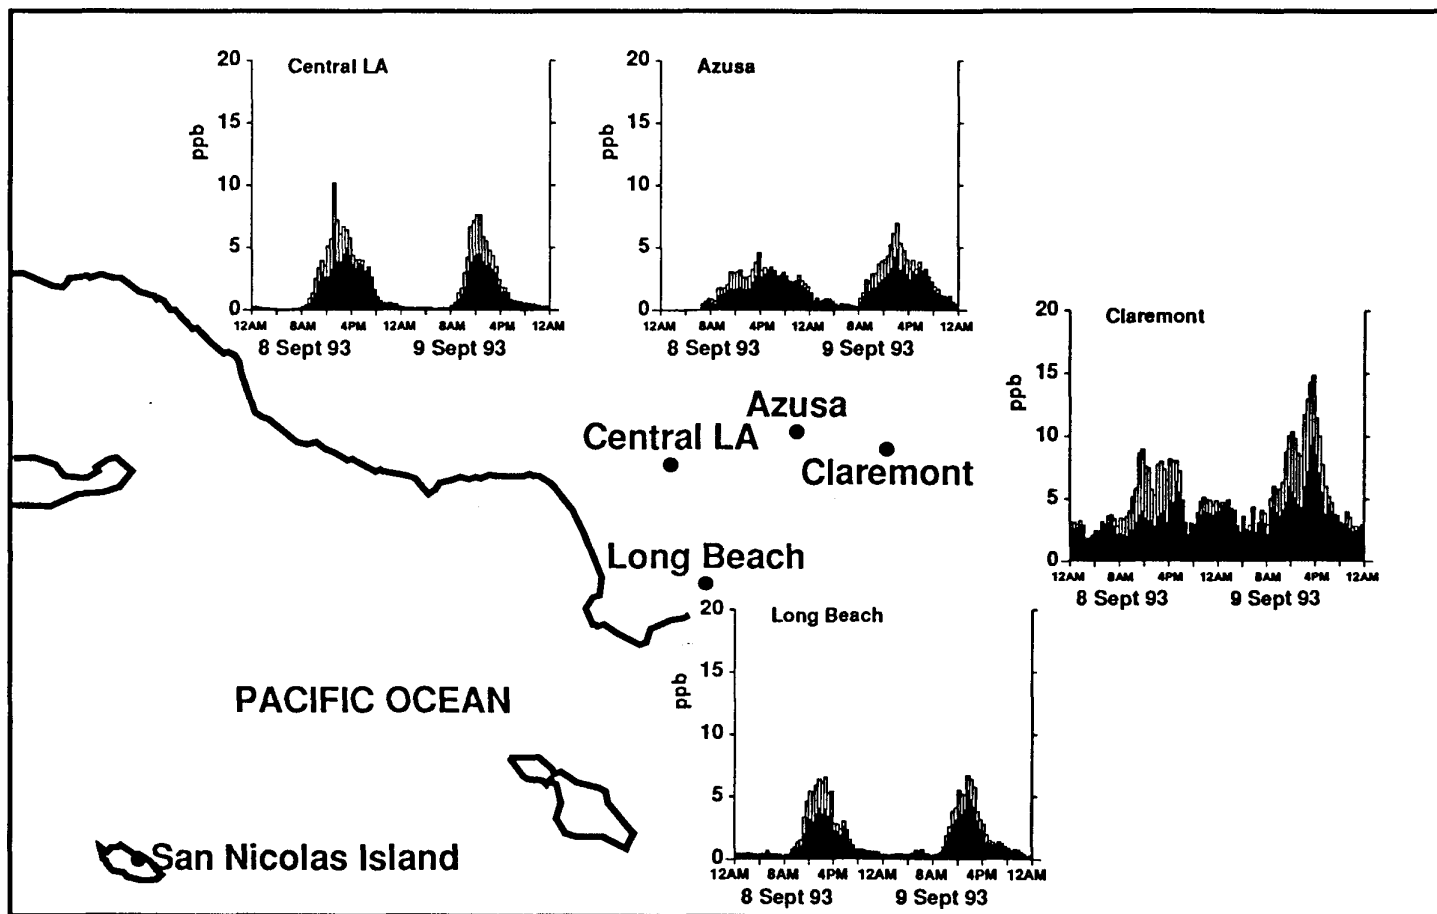 Central LA
20
15
10
5
0
ppb
12AM 8AM 4PM 12AM 8AM 4PM 12AM
8 Sept 93 9 Sept 93
Azusa
20
15
10
5
0
ppb
12AM 8AM 4PM 12AM 8AM 4PM 12AM
8 Sept 93 9 Sept 93
Claremont
20
15
10
5
0
ppb
12AM 8AM 4PM 12AM 8AM 4PM 12AM
8 Sept 93 9 Sept 93
Azusa
Central LA
Claremont
Long Beach
Long Beach
20
15
10
5
0
ppb
12AM 8AM 4PM 12AM 8AM 4PM 12AM
8 Sept 93 9 Sept 93
PACIFIC OCEAN
San Nicolas Island